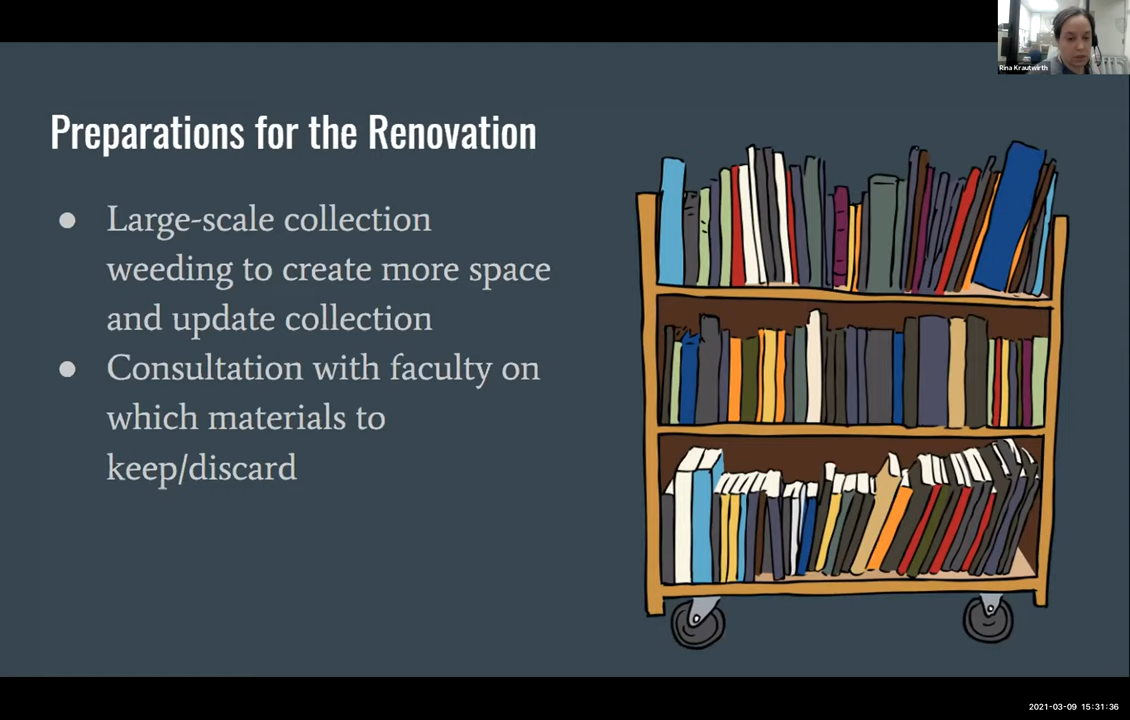 Rina Krautwirth
Preparations for the Renovation
● Large-scale collection
weeding to create more space
and update collection
● Consultation with faculty on
which materials to
keep/discard
2021-03-09 15:31:36